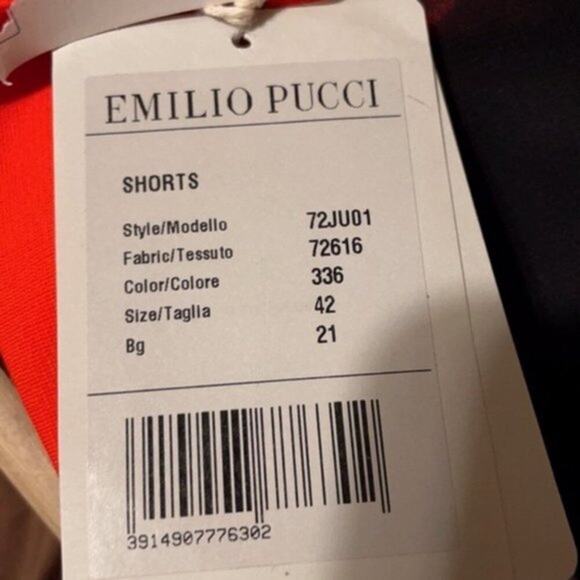 EMILIO PUCCI
SHORTS
Style/Modello 72JU01
Fabric/Tessuto 72616
Color/Colore 336
Size/Taglia 42
Bg 21
3914907776302